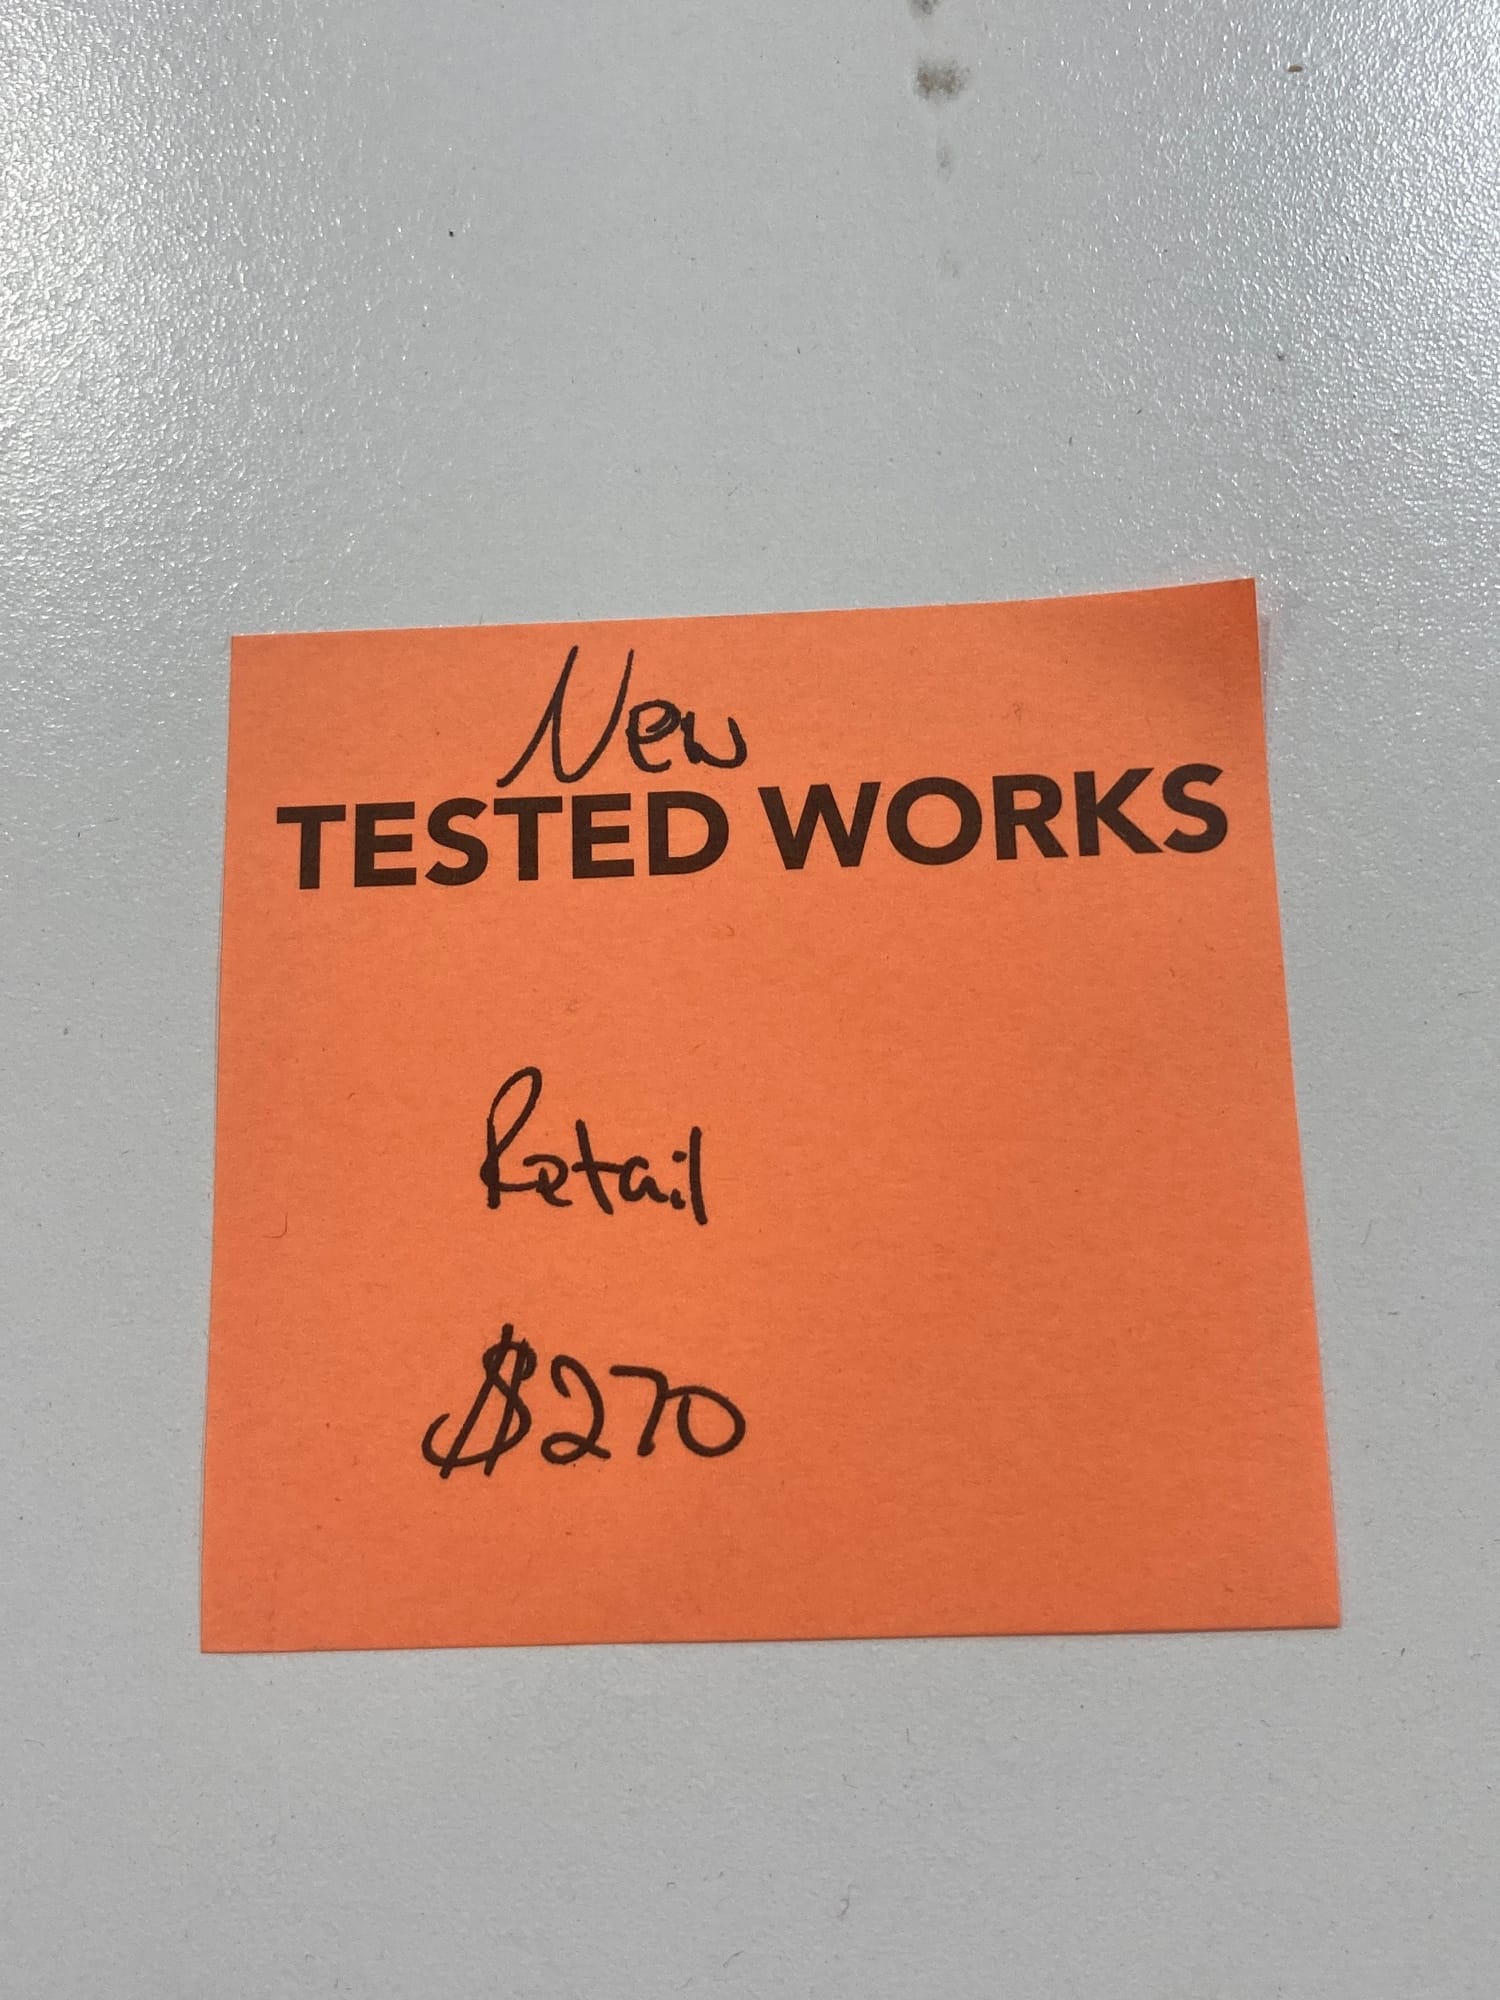 New
TESTED WORKS
Retail
$270